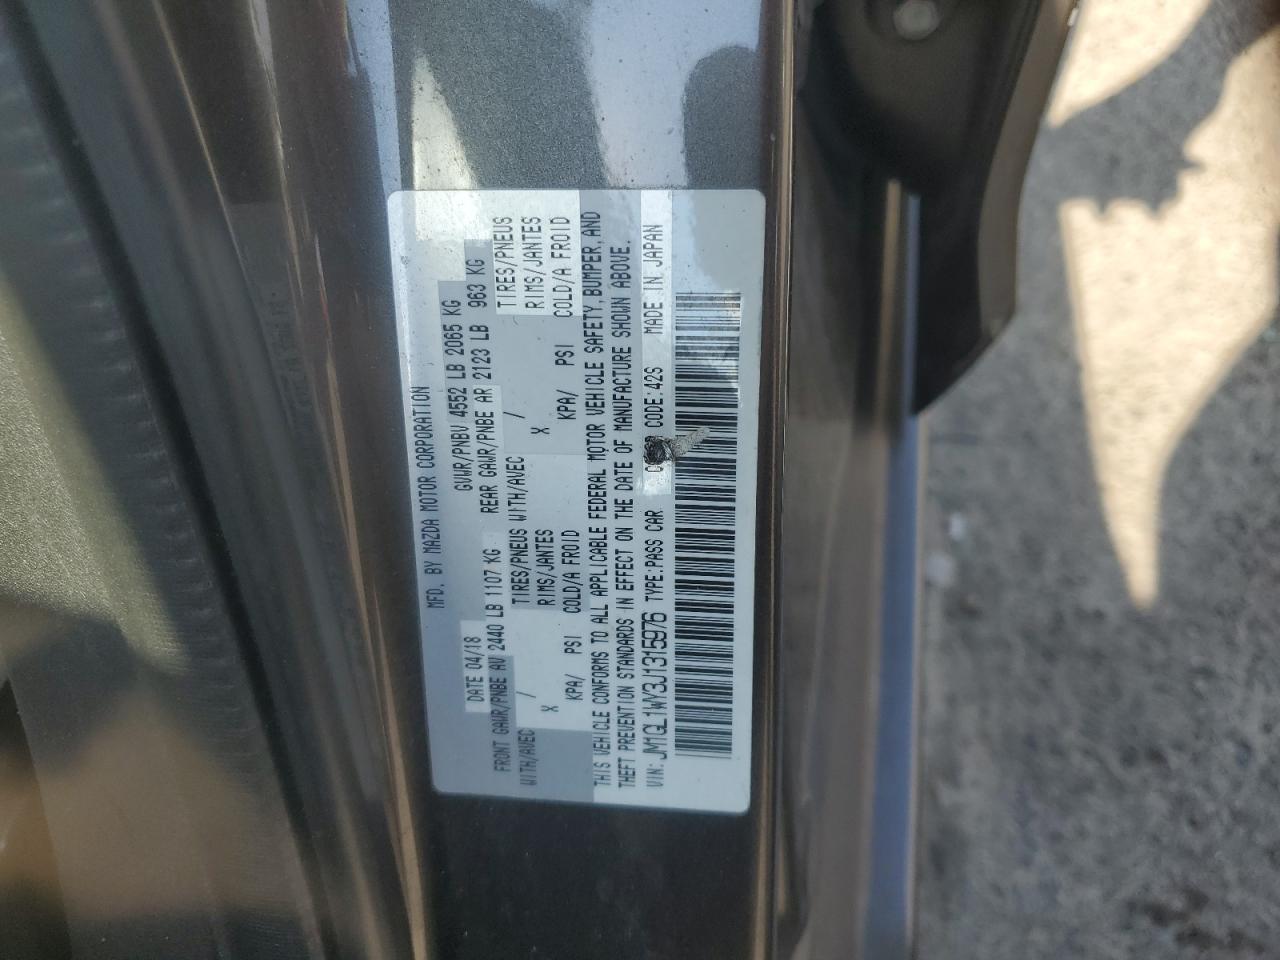 MFD. BY MAZDA MOTOR CORPORATION
DATE 04/18 GVWR/PNBV 4552 LB 2065 KG
FRONT GAWR/PNBE AV 2440 LB 1107 KG REAR GAWR/PNBE AR 2123 LB 963 KG
WITH/AVEC / TIRES/PNEUS WITH/AVEC / TIRES/PNEUS
X RIMS/JANTES X RIMS/JANTES
KPA/ PSI COLD/A FROID KPA/ PSI COLD/A FROID
THIS VEHICLE CONFORMS TO ALL APPLICABLE FEDERAL MOTOR VEHICLE SAFETY, BUMPER, AND
THEFT PREVENTION STANDARDS IN EFFECT ON THE DATE OF MANUFACTURE SHOWN ABOVE.
VIN: JM1GL1WY3J1315976 TYPE:PASS CAR CODE:42S MADE IN JAPAN